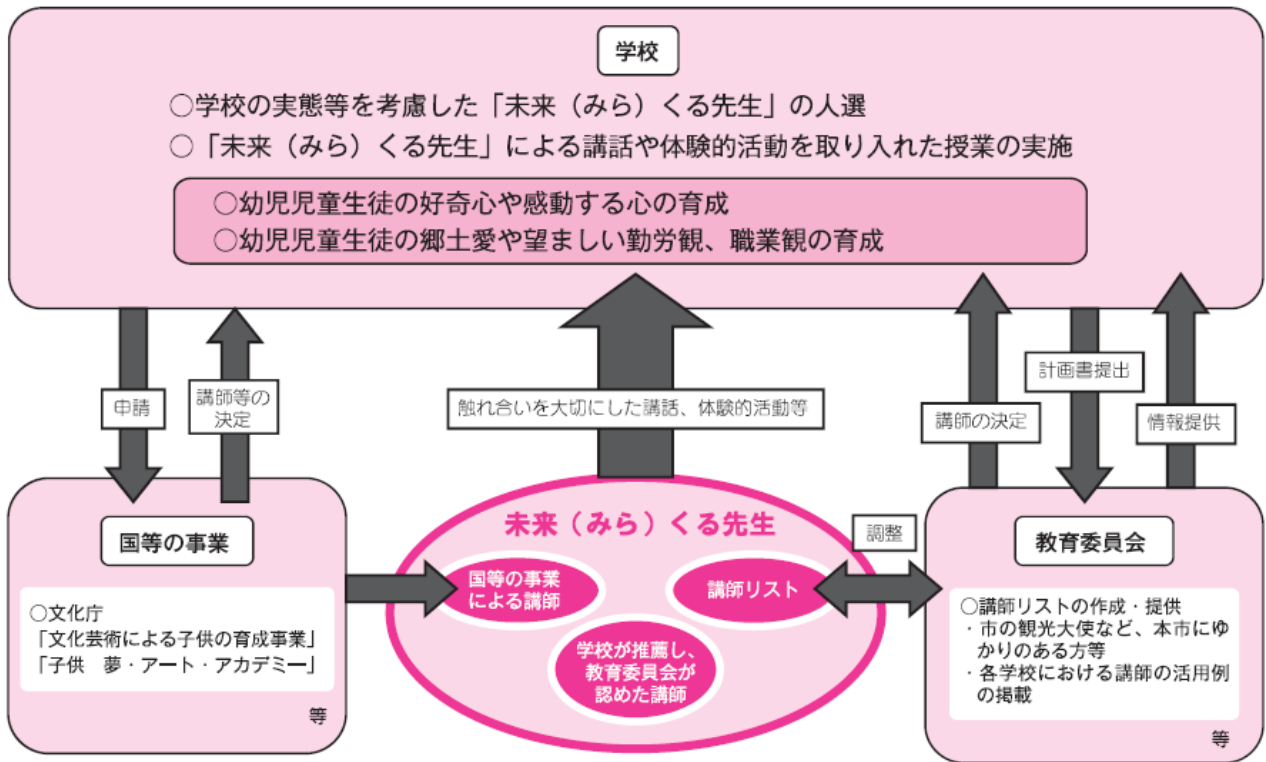 学校
○学校の実態等を考慮した「未来（みら）くる先生」の人選
○「未来（みら）くる先生」による講話や体験的活動を取り入れた授業の実施
○幼児児童生徒の好奇心や感動する心の育成
○幼児児童生徒の郷土愛や望ましい勤労観、職業観の育成
申請
講師等の
決定
触れ合いを大切にした講話、体験的活動等
講師の決定
計画書提出
情報提供
国等の事業
○文化庁
「文化芸術による子供の育成事業」
「子供　夢・アート・アカデミー」
等
未来（みら）くる先生
国等の事業
による講師
講師リスト
学校が推薦し、
教育委員会が
認めた講師
調整
教育委員会
○講師リストの作成・提供
・市の観光大使など、本市にゆ
かりのある方等
・各学校における講師の活用例
の掲載
等